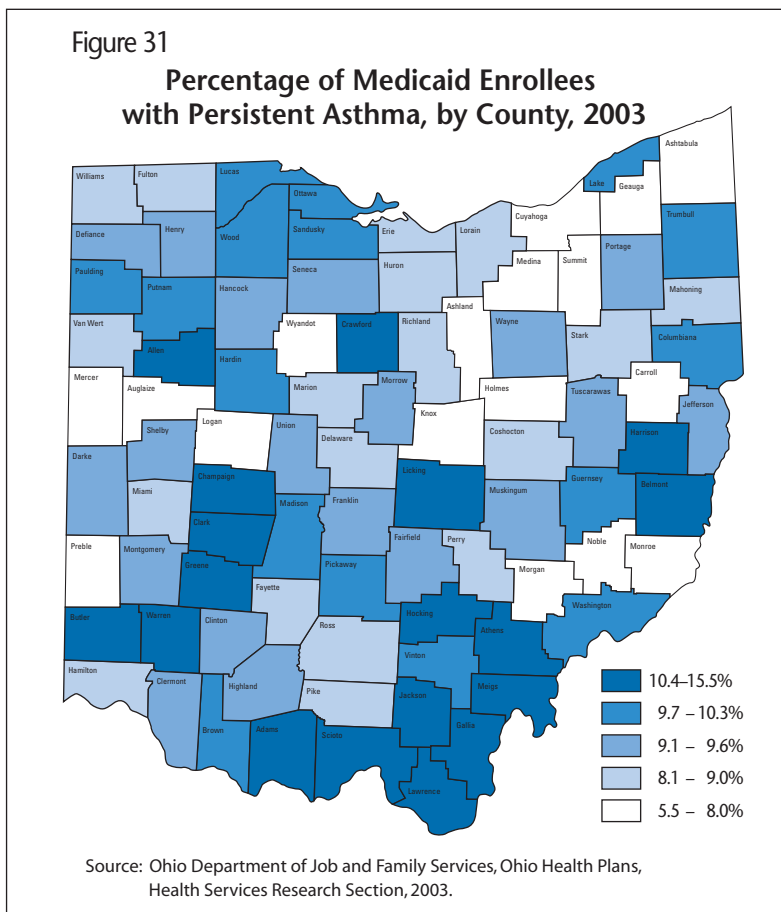 Figure 31
Percentage of Medicaid Enrollees
with Persistent Asthma, by County, 2003
Ashtabula
Williams
Fulton
Lucas
Ottawa
Lake
Geauga
Cuyahoga
Trumbull
Defiance
Henry
Wood
Sandusky
Erie
Lorain
Medina
Summit
Portage
Paulding
Putnam
Hancock
Seneca
Huron
Mahoning
Ashland
Van Wert
Allen
Wyandot
Crawford
Richland
Wayne
Stark
Columbiana
Hardin
Mercer
Auglaize
Marion
Morrow
Holmes
Carroll
Tuscarawas
Jefferson
Logan
Union
Knox
Shelby
Delaware
Coshocton
Harrison
Darke
Champaign
Licking
Miami
Madison
Franklin
Muskingum
Guernsey
Belmont
Clark
Preble
Montgomery
Fairfield
Perry
Noble
Monroe
Greene
Pickaway
Morgan
Fayette
Washington
Butler
Warren
Clinton
Ross
Hocking
Athens
Vinton
Hamilton
Clermont
Highland
Pike
Jackson
Meigs
Brown
Adams
Scioto
Gallia
Lawrence
10.4–15.5%
9.7 – 10.3%
9.1 – 9.6%
8.1 – 9.0%
5.5 – 8.0%
Source: Ohio Department of Job and Family Services, Ohio Health Plans,
Health Services Research Section, 2003.